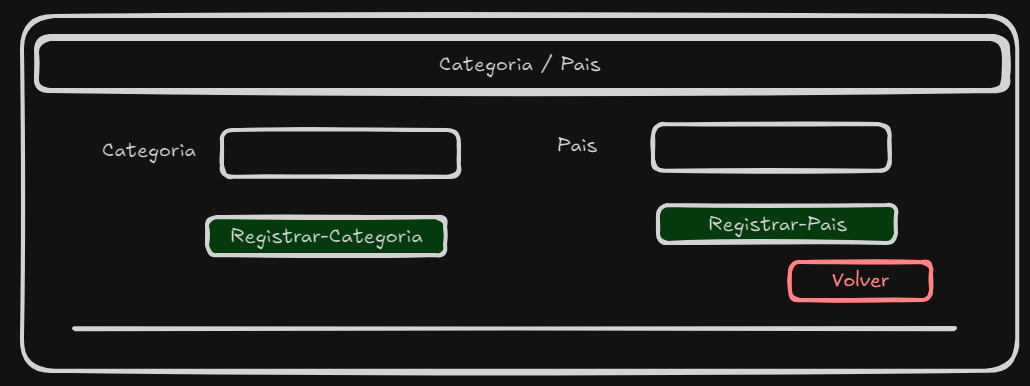 Categoria / Pais
Categoria
Pais
Registrar-Categoria
Registrar-Pais
Volver